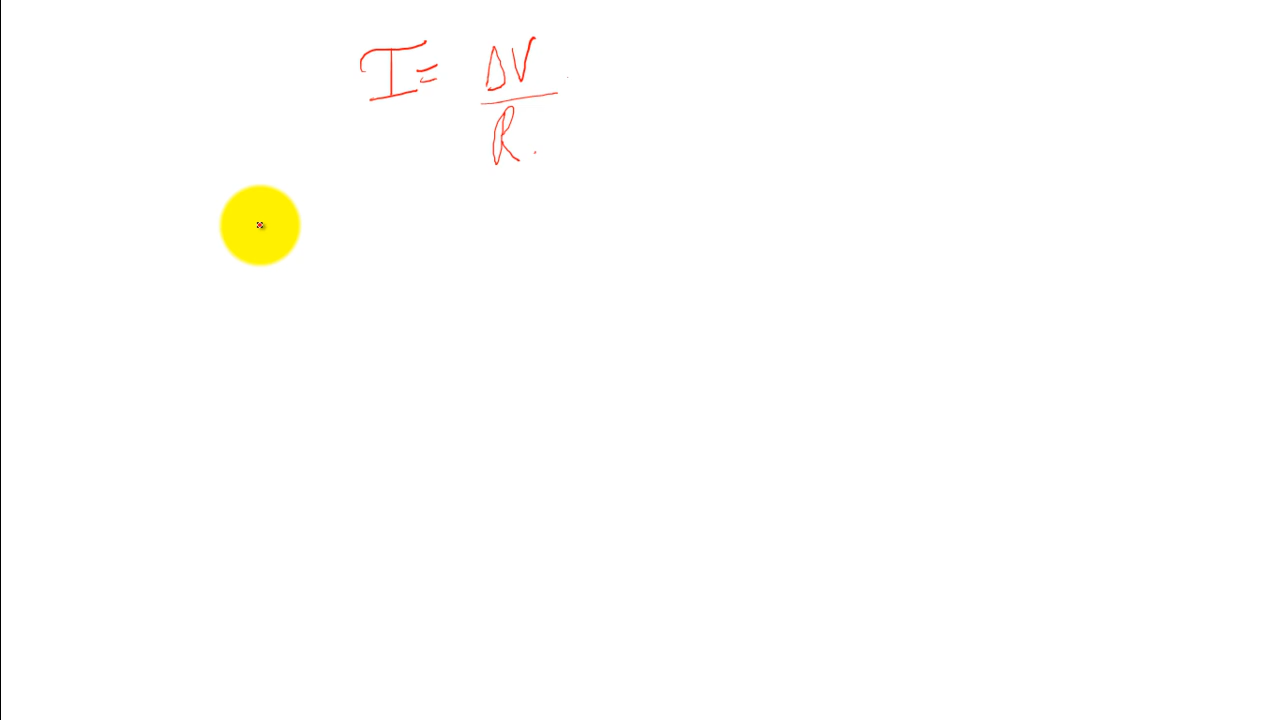 I = ΔV
R.